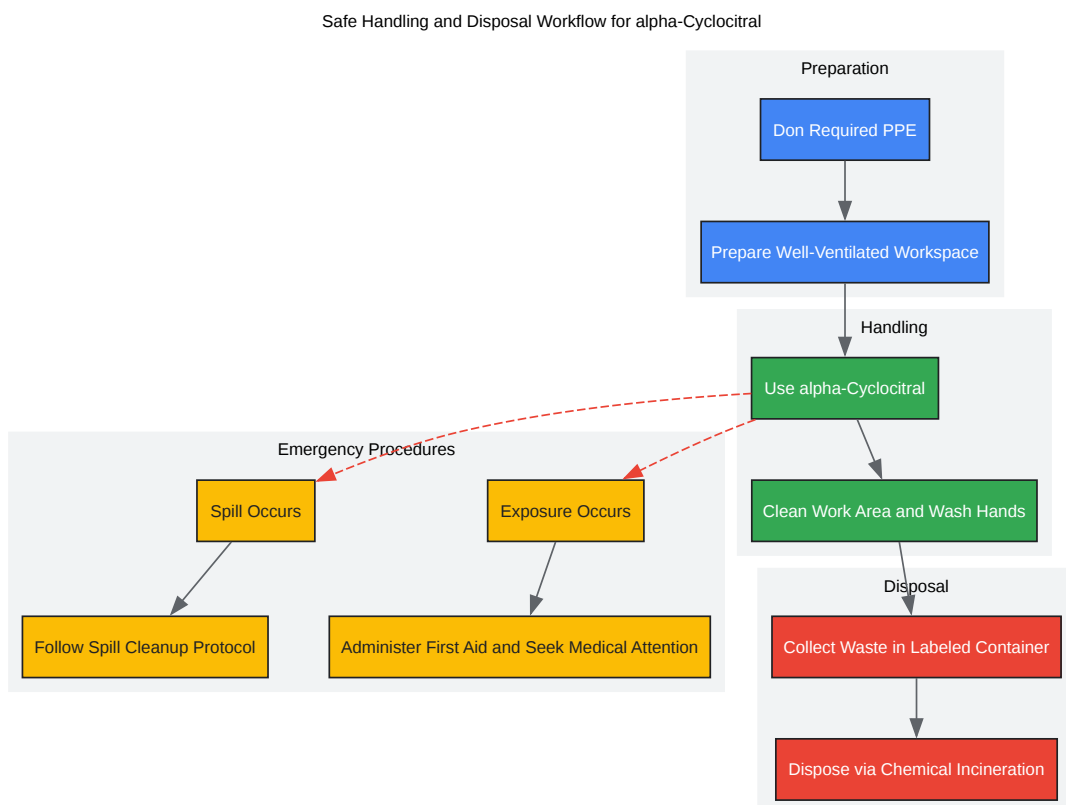 Safe Handling and Disposal Workflow for alpha-Cyclocitral
Preparation
Don Required PPE
Prepare Well-Ventilated Workspace
Handling
Use alpha-Cyclocitral
Clean Work Area and Wash Hands
Emergency Procedures
Spill Occurs
Exposure Occurs
Follow Spill Cleanup Protocol
Administer First Aid and Seek Medical Attention
Disposal
Collect Waste in Labeled Container
Dispose via Chemical Incineration